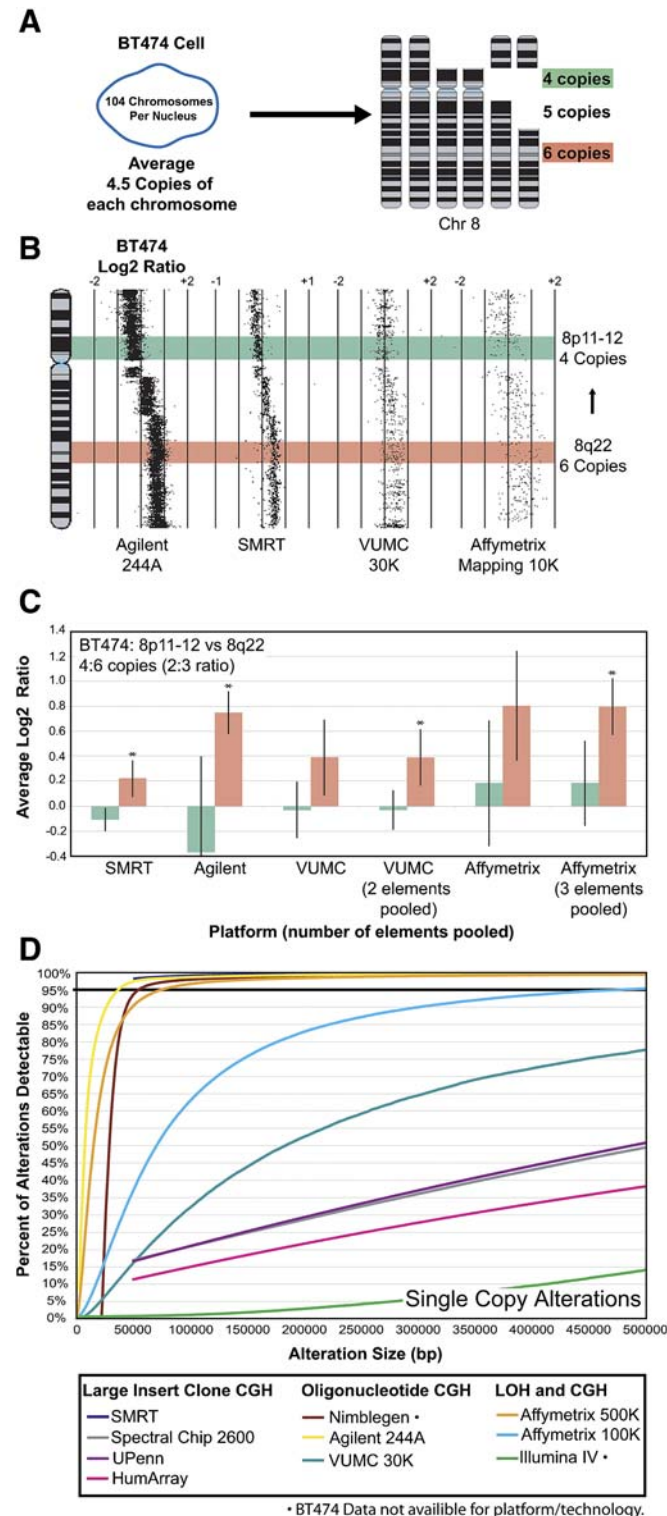 A
BT474 Cell
104 Chromosomes
Per Nucleus
Average
4.5 Copies of
each chromosome
4 copies
5 copies
6 copies
Chr 8
B
BT474
Log2 Ratio
-2 +2 -1 +1 -2 +2 -2 +2
8p11-12
4 Copies
8q22
6 Copies
Agilent
244A
SMRT
VUMC
30K
Affymetrix
Mapping 10K
C
BT474: 8p11-12 vs 8q22
4:6 copies (2:3 ratio)
Average Log2 Ratio
1.4
1.2
1.0
0.8
0.6
0.4
0.2
0.0
-0.2
-0.4
* * * *
SMRT
Agilent
VUMC
VUMC
(2 elements
pooled)
Affymetrix
Affymetrix
(3 elements
pooled)
Platform (number of elements pooled)
D
Percent of Alterations Detectable
100%
95%
90%
85%
80%
75%
70%
65%
60%
55%
50%
45%
40%
35%
30%
25%
20%
15%
10%
5%
0%
Single Copy Alterations
0 50000 100000 150000 200000 250000 300000 350000 400000 450000 500000
Alteration Size (bp)
Large Insert Clone CGH
SMRT
Spectral Chip 2600
UPenn
HumArray
Oligonucleotide CGH
Nimblegen •
Agilent 244A
VUMC 30K
LOH and CGH
Affymetrix 500K
Affymetrix 100K
Illumina IV •
• BT474 Data not availible for platform/technology.